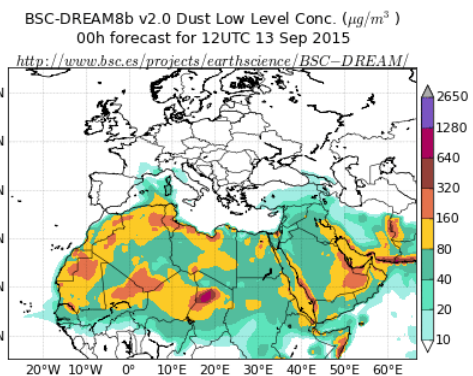 BSC-DREAM8b v2.0 Dust Low Level Conc. (μg/m³ )
00h forecast for 12UTC 13 Sep 2015
http://www.bsc.es/projects/earthscience/BSC−DREAM/
N
N
N
N
N
N
2650
1280
640
320
160
80
40
20
10
20°W 10°W 0° 10°E 20°E 30°E 40°E 50°E 60°E